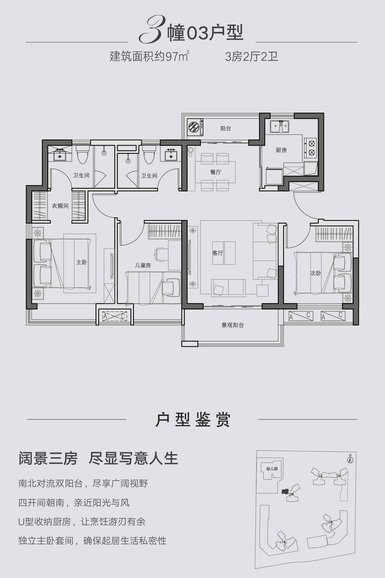 3幢03户型
建筑面积约97㎡ 3房2厅2卫
阳台
厨房
卫生间
卫生间
餐厅
衣帽间
主卧
儿童房
客厅
次卧
A C
A C
A C
景观阳台
户型鉴赏
阔景三房 尽显写意人生
南北对流双阳台，尽享广阔视野
四开间朝南，亲近阳光与风
U型收纳厨房，让烹饪游刃有余
独立主卧套间，确保起居生活私密性
幼儿园